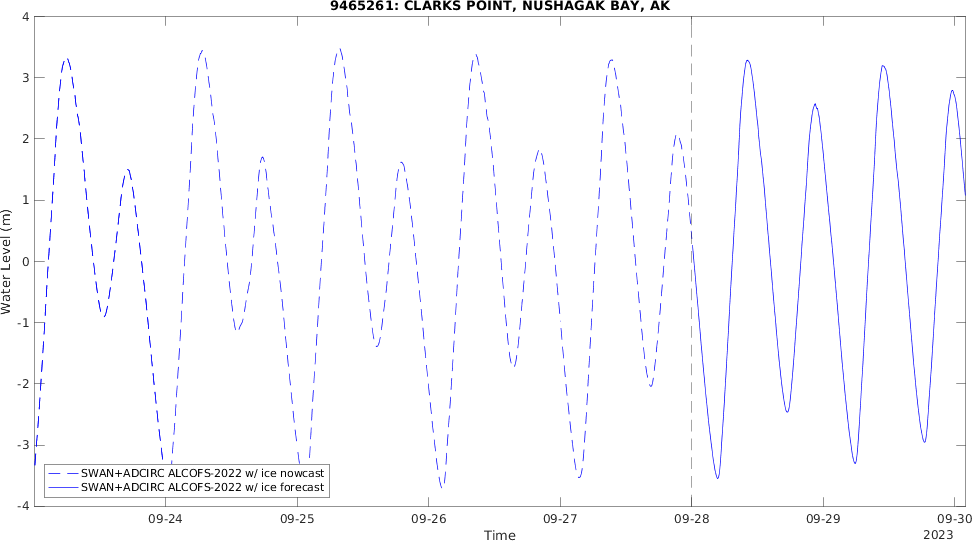 9465261: CLARKS POINT, NUSHAGAK BAY, AK
Water Level (m)
4
3
2
1
0
-1
-2
-3
-4
SWAN+ADCIRC ALCOFS-2022 w/ ice nowcast
SWAN+ADCIRC ALCOFS-2022 w/ ice forecast
09-24 09-25 09-26 09-27 09-28 09-29 09-30
Time
2023